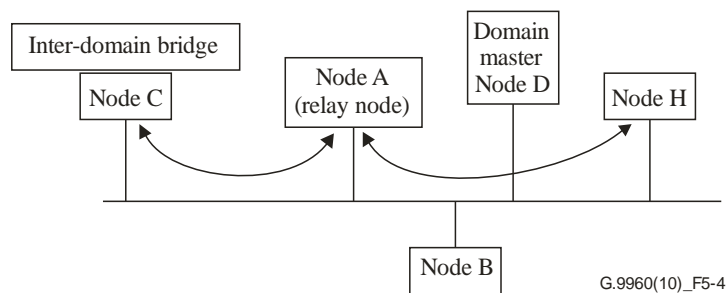 Inter-domain bridge
Node C
Node A
(relay node)
Domain
master
Node D
Node H
Node B
G.9960(10)_F5-4